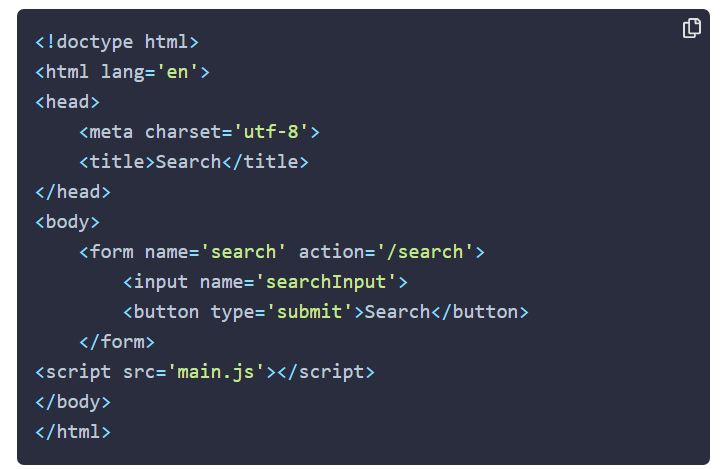 <!doctype html>
<html lang='en'>
<head>
    <meta charset='utf-8'>
    <title>Search</title>
</head>
<body>
    <form name='search' action='/search'>
        <input name='searchInput'>
        <button type='submit'>Search</button>
    </form>
<script src='main.js'></script>
</body>
</html>